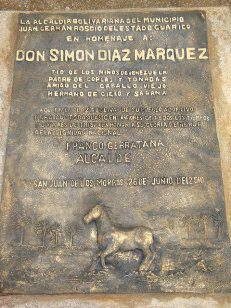 LA ALCALDIA BOLIVARIANA DEL MUNICIPIO
JUAN GERMAN ROSCIO DEL ESTADO GUARICO
EN HOMENAJE A:
DON SIMON DIAZ MARQUEZ
TIO DE LOS NIÑOS DE VENEZUELA
PADRE DE COPLAS Y TONADAS
AMIGO DEL CABALLO VIEJO
HERMANO DE CIELO Y SABANA
AQUI
NACIONAL
FRANCO GERRATANA
ALCALDE
SAN JUAN DE LOS MORROS, 26 DE JUNIO DEL